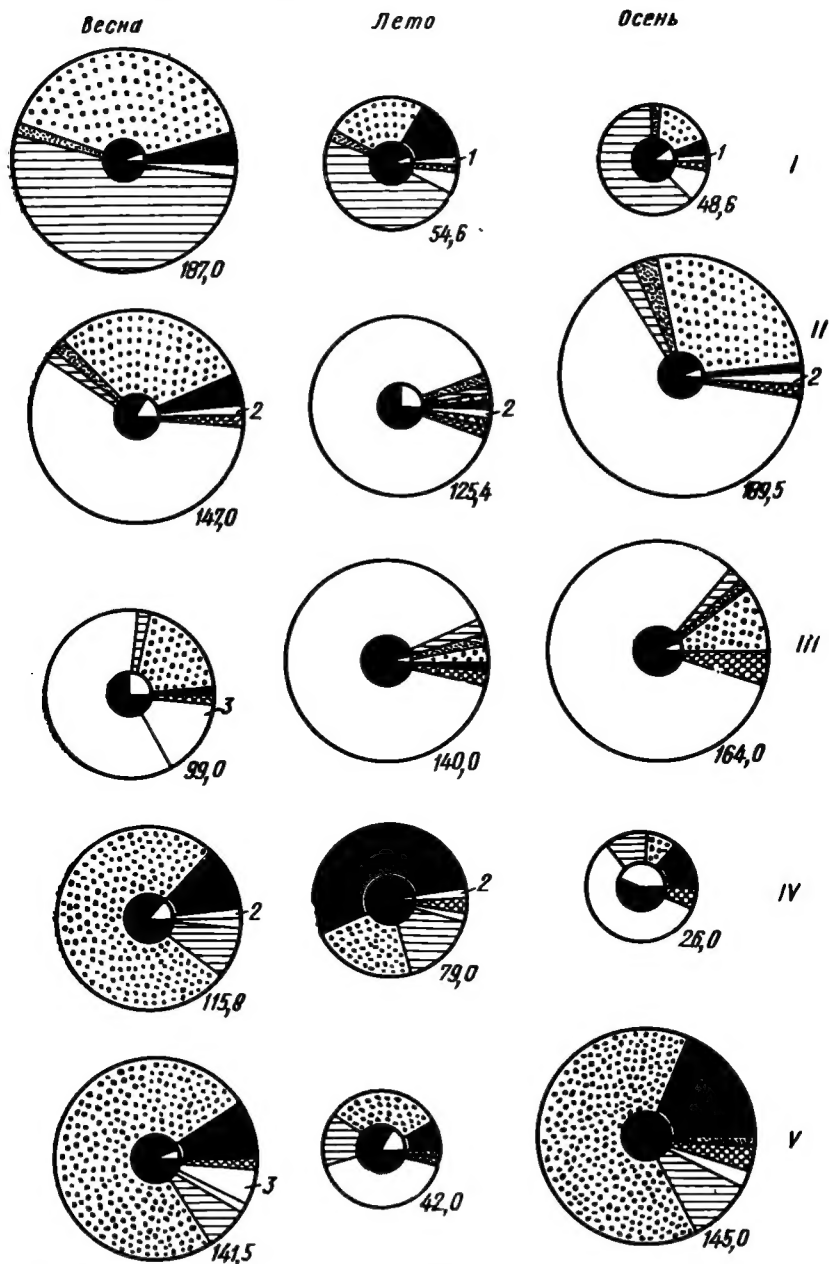 Весна Лето Осень
1 1 I
187,0 54,6 48,6
2 2 2 II
147,0 125,4 189,5
3 III
99,0 140,0 164,0
2 2 IV
115,8 79,0 26,0
3 V
141,5 42,0 145,0